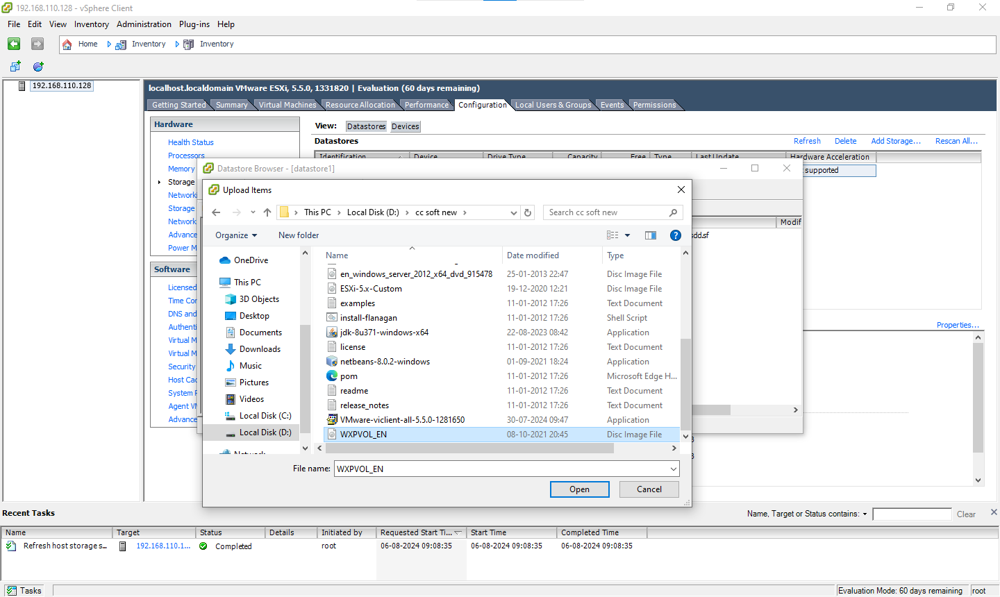 192.168.110.128 - vSphere Client
File Edit View Inventory Administration Plug-ins Help
Home Inventory Inventory
192.168.110.128
localhost.localdomain VMware ESXi, 5.5.0, 1331820 | Evaluation (60 days remaining)
Getting Started Summary Virtual Machines Resource Allocation Performance Configuration Local Users & Groups Events Permissions
Hardware
Health Status
Processors
Memory
Storage
Network
Storage
Network
Advance
Power M
Software
Licensed
Time Con
DNS and
Authenti
Virtual M
Virtual M
Security
Host Cac
System R
Agent VM
Advance
View: Datastores Devices
Datastores Refresh Delete Add Storage... Rescan All...
Identification Device Drive Type Capacity Free Type Last Update Hardware Acceleration
supported
Datastore Browser - [datastore1]
Modif
sdd.sf
Properties...
Upload Items
This PC Local Disk (D:) cc soft new
Search cc soft new
Organize New folder
OneDrive
This PC
3D Objects
Desktop
Documents
Downloads
Music
Pictures
Videos
Local Disk (C:)
Local Disk (D:)
Network
Name Date modified Type
en_windows_server_2012_x64_dvd_915478 25-01-2013 22:47 Disc Image File
ESXi-5.x-Custom 19-12-2020 12:21 Disc Image File
examples 11-01-2012 17:26 Text Document
install-flanagan 11-01-2012 17:26 Shell Script
jdk-8u371-windows-x64 22-08-2023 08:42 Application
license 11-01-2012 17:26 Text Document
netbeans-8.0.2-windows 01-09-2021 18:24 Application
pom 11-01-2012 17:26 Microsoft Edge H...
readme 11-01-2012 17:26 Text Document
release_notes 11-01-2012 17:26 Text Document
VMware-viclient-all-5.5.0-1281650 30-07-2024 09:47 Application
WXPVOL_EN 08-10-2021 20:45 Disc Image File
File name: WXPVOL_EN
Open Cancel
Recent Tasks Name, Target or Status contains: Clear
Name Target Status Details Initiated by Requested Start Ti... Start Time Completed Time
Refresh host storage s... 192.168.110.1... Completed root 06-08-2024 09:08:35 06-08-2024 09:08:35 06-08-2024 09:08:35
Tasks Evaluation Mode: 60 days remaining root